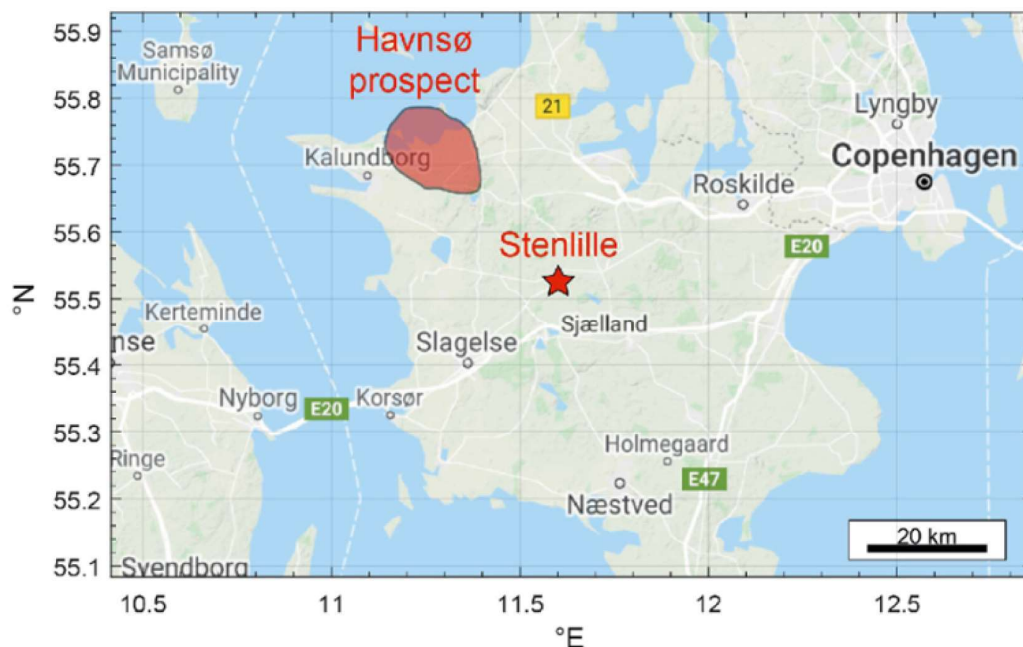 55.9
55.8
55.7
55.6
55.5
55.4
55.3
55.2
55.1
°N
Samsø
Municipality
Havnsø
prospect
21
Lyngby
Kalundborg
Copenhagen
Roskilde
Stenlille
E20
Kerteminde
Sjælland
nse
Slagelse
Nyborg
E20
Korsør
Holmegaard
Ringe
E47
Næstved
20 km
Svendborg
10.5
11
11.5
12
12.5
°E